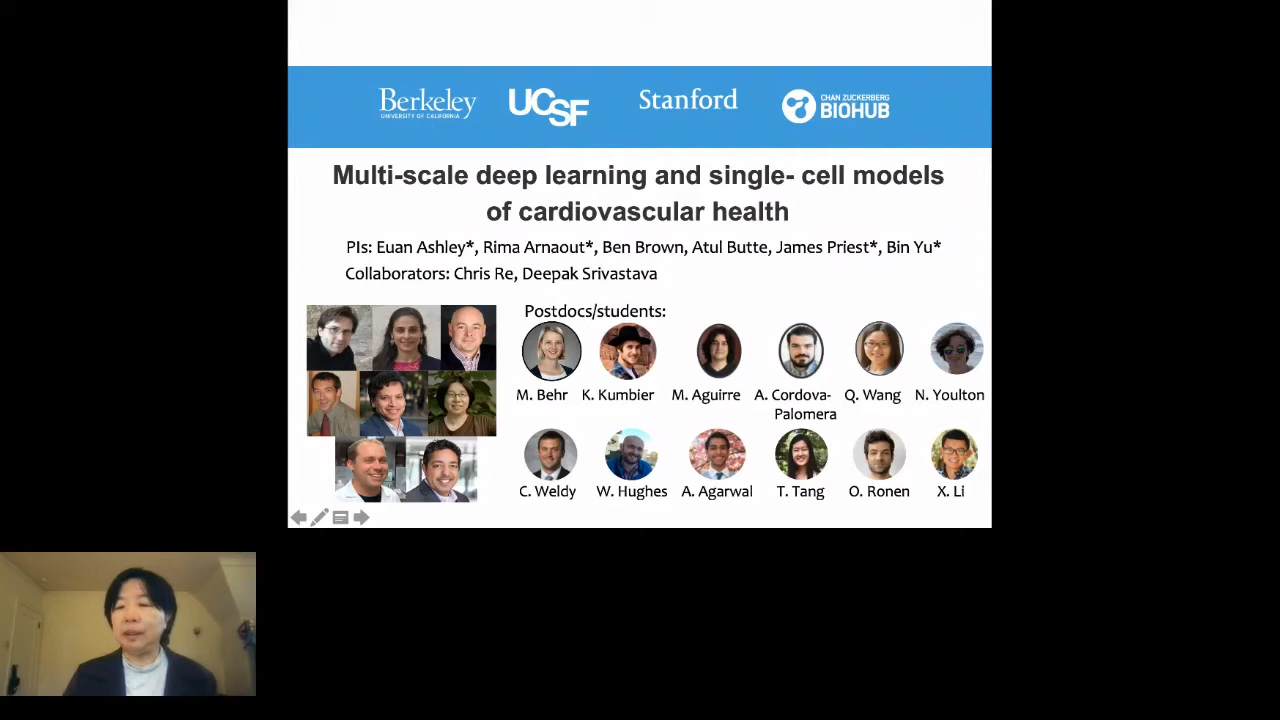 Berkeley
UNIVERSITY OF CALIFORNIA
UCSF
Stanford
CHAN ZUCKERBERG
BIOHUB
Multi-scale deep learning and single- cell models
of cardiovascular health
PIs: Euan Ashley*, Rima Arnaout*, Ben Brown, Atul Butte, James Priest*, Bin Yu*
Collaborators: Chris Re, Deepak Srivastava
Postdocs/students:
M. Behr K. Kumbier M. Aguirre A. Cordova- Q. Wang N. Youlton
Palomera
C. Weldy W. Hughes A. Agarwal T. Tang O. Ronen X. Li